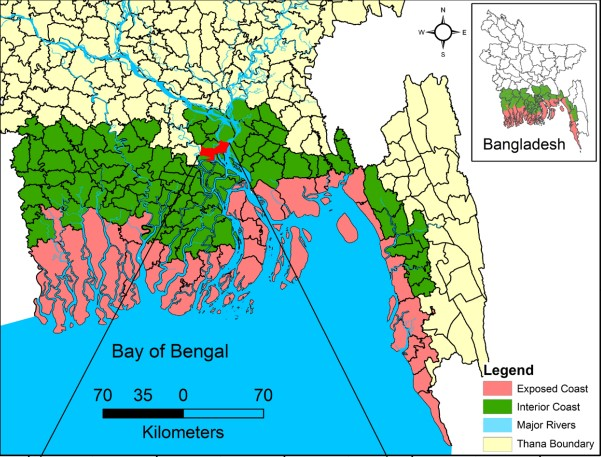 N
W E
S
Bangladesh
Bay of Bengal
70 35 0 70
Kilometers
Legend
Exposed Coast
Interior Coast
Major Rivers
Thana Boundary